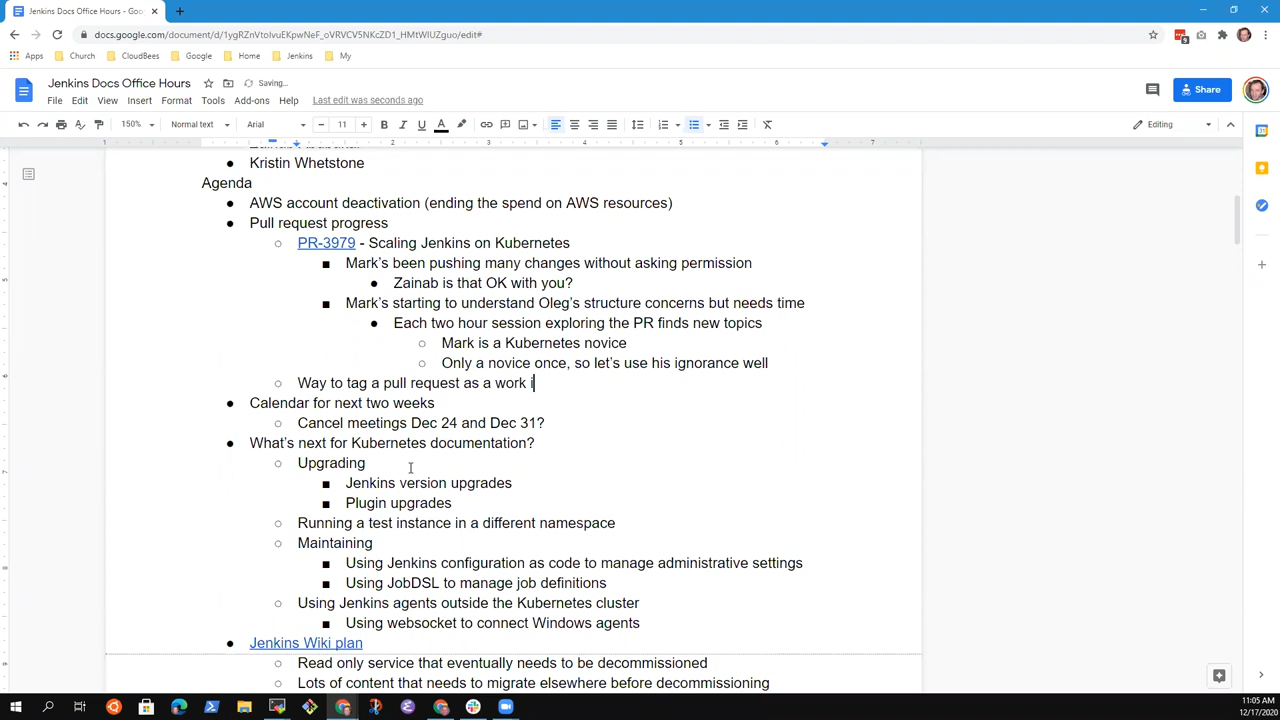 Jenkins Docs Office Hours - Goo
docs.google.com/document/d/1ygRZnVtoIvuEKpwNeF_oVRVCV5NKcZD1_HMtWlUZguo/edit#
Apps Church CloudBees Google Home Jenkins My
Jenkins Docs Office Hours Saving...
File Edit View Insert Format Tools Add-ons Help Last edit was seconds ago
Share
150% Normal text Arial 11 Editing
1 1 2 3 4 5 6 7
Kristin Whetstone
Agenda
AWS account deactivation (ending the spend on AWS resources)
Pull request progress
PR-3979 - Scaling Jenkins on Kubernetes
Mark's been pushing many changes without asking permission
Zainab is that OK with you?
Mark's starting to understand Oleg's structure concerns but needs time
Each two hour session exploring the PR finds new topics
Mark is a Kubernetes novice
Only a novice once, so let's use his ignorance well
Way to tag a pull request as a work i
Calendar for next two weeks
Cancel meetings Dec 24 and Dec 31?
What's next for Kubernetes documentation?
Upgrading
Jenkins version upgrades
Plugin upgrades
Running a test instance in a different namespace
Maintaining
Using Jenkins configuration as code to manage administrative settings
Using JobDSL to manage job definitions
Using Jenkins agents outside the Kubernetes cluster
Using websocket to connect Windows agents
Jenkins Wiki plan
Read only service that eventually needs to be decommissioned
Lots of content that needs to migrate elsewhere before decommissioning
11:05 AM
12/17/2020